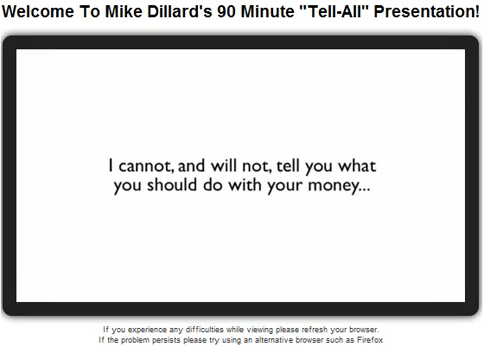 Welcome To Mike Dillard's 90 Minute "Tell-All" Presentation!
I cannot, and will not, tell you what
you should do with your money...
If you experience any difficulties while viewing please refresh your browser.
If the problem persists please try using an alternative browser such as Firefox